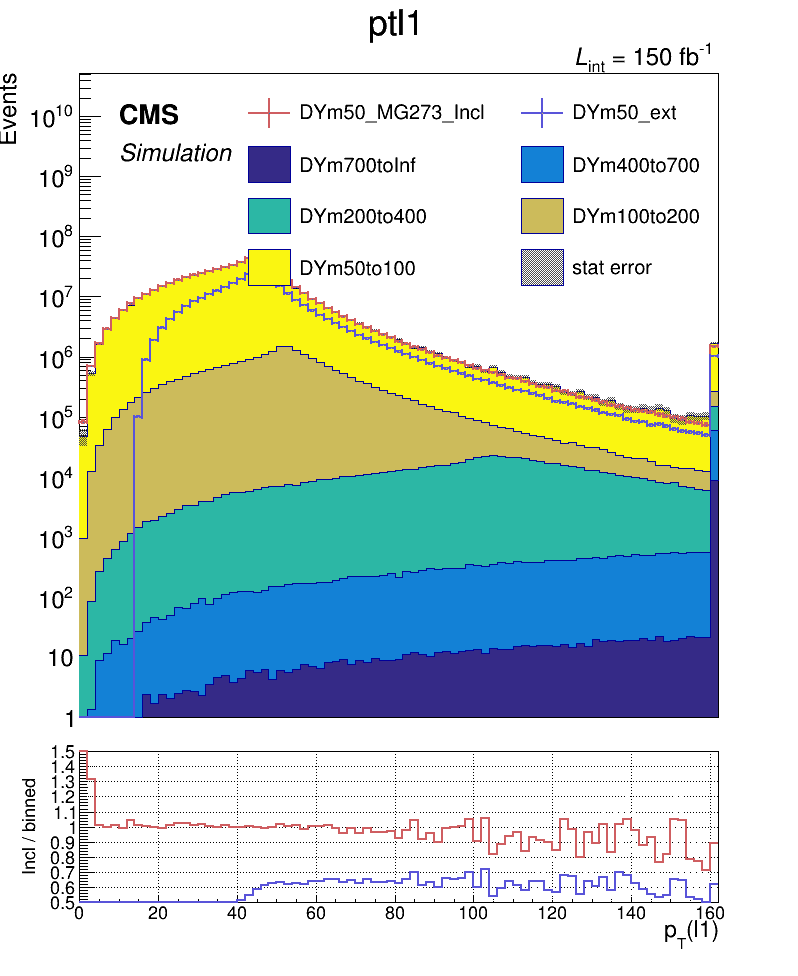 ptl1
L_int = 150 fb^-1
Events
CMS
Simulation
DYm50_MG273_Incl
DYm50_ext
DYm700toInf
DYm400to700
DYm200to400
DYm100to200
DYm50to100
stat error
10^10
10^9
10^8
10^7
10^6
10^5
10^4
10^3
10^2
10
1
Incl / binned
1.5
1.4
1.3
1.2
1.1
1
0.9
0.8
0.7
0.6
0.5
0 20 40 60 80 100 120 140 160
p_T(l1)